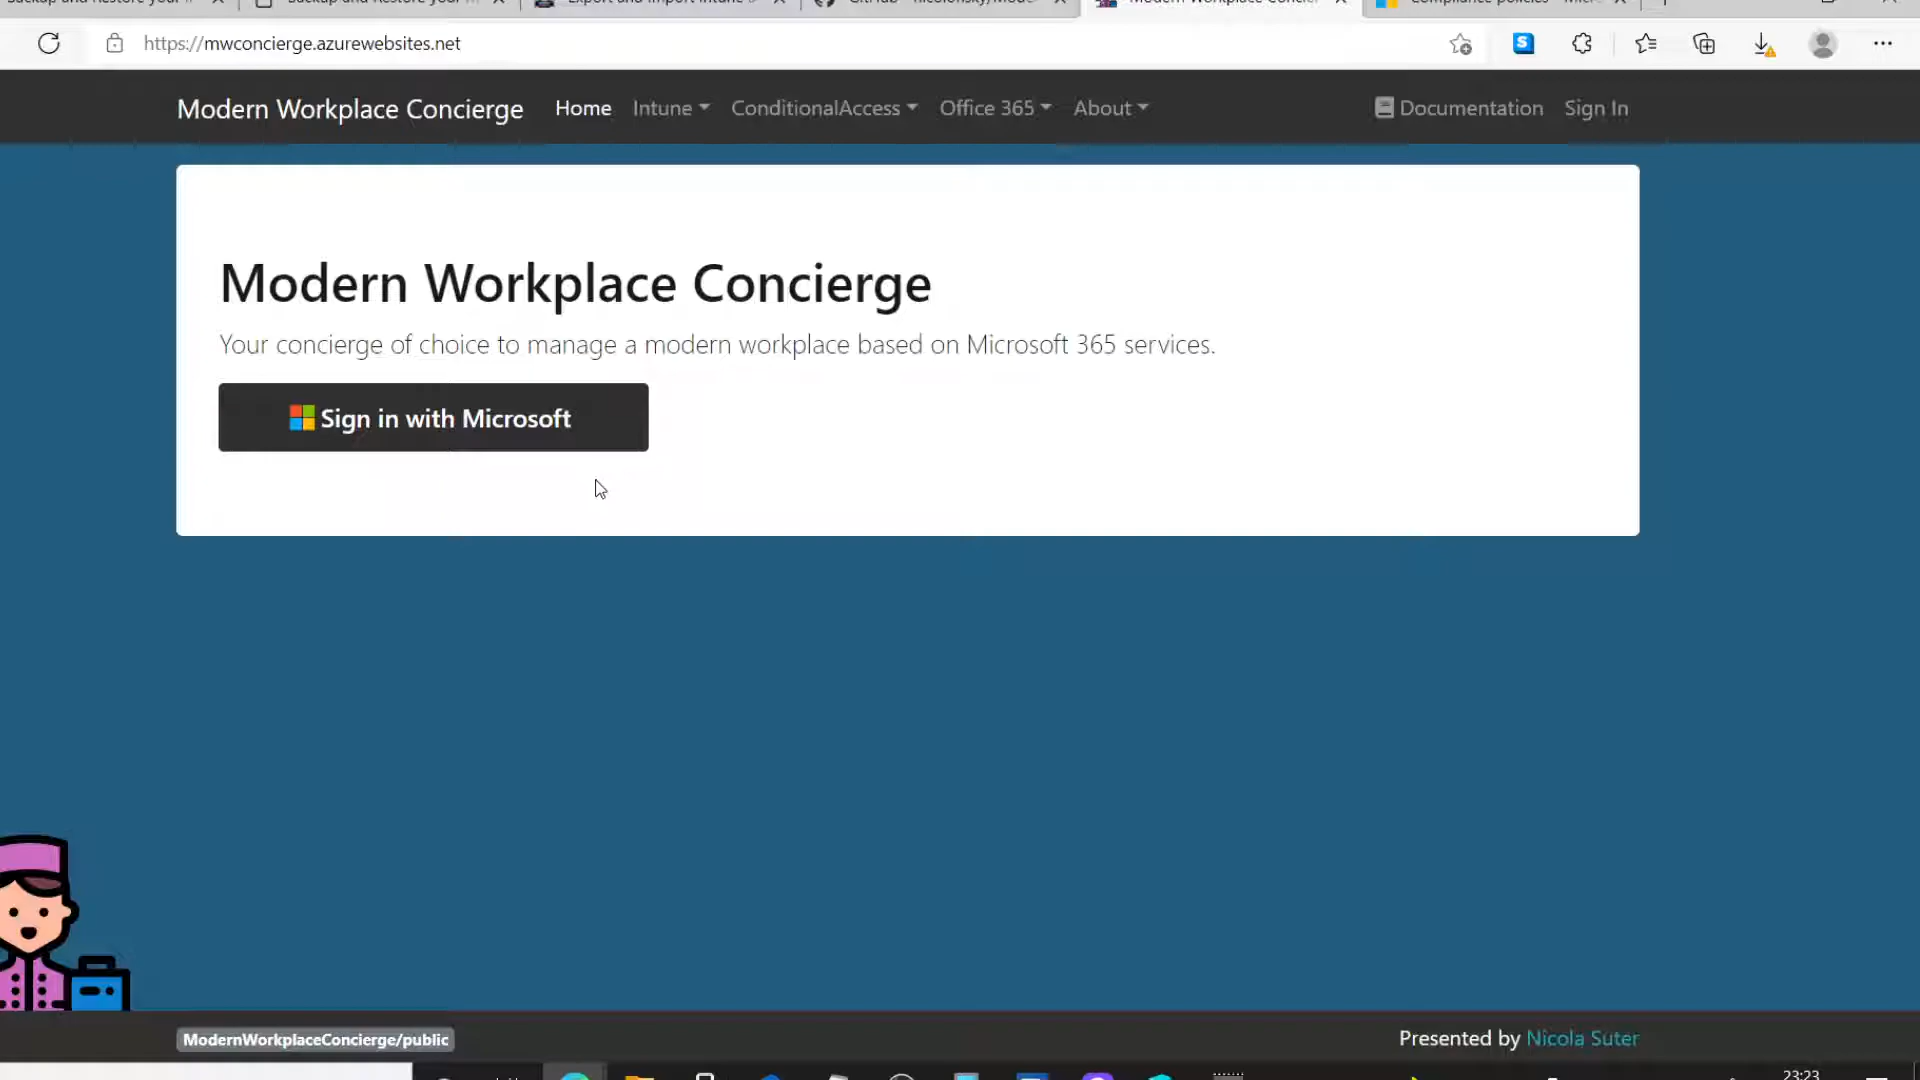 https://mwconcierge.azurewebsites.net
Modern Workplace Concierge
Home
Intune
ConditionalAccess
Office 365
About
Documentation
Sign In
Modern Workplace Concierge
Your concierge of choice to manage a modern workplace based on Microsoft 365 services.
Sign in with Microsoft
ModernWorkplaceConcierge/public
Presented by Nicola Suter
23:23